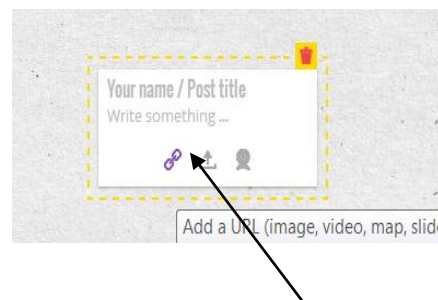 Your name / Post title
Write something ...
Add a URL (image, video, map, slid